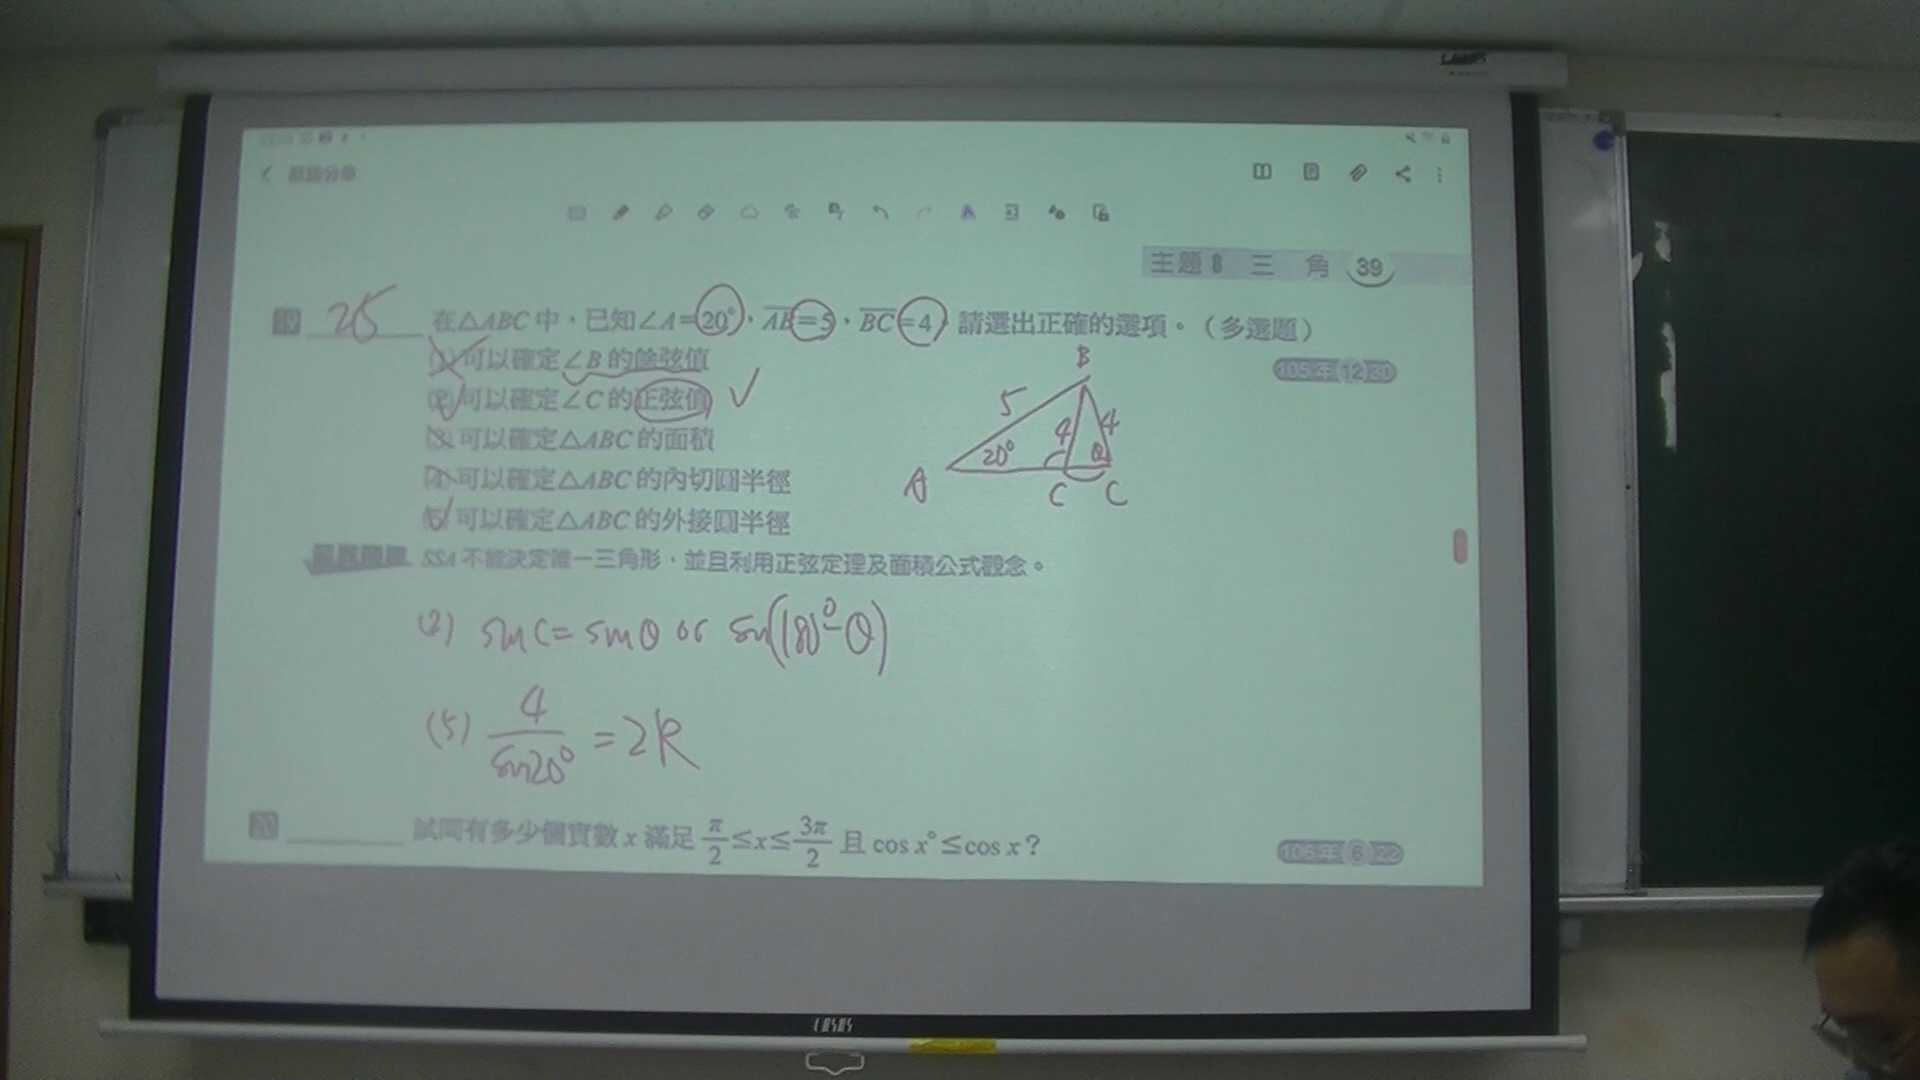 主題8 三 角 39
19 25 在△ABC中,已知∠A=20°,AB=5,BC=4,請選出正確的選項。(多選題)
(1)可以確定∠B的餘弦值
105年 12 30
(2)可以確定∠C的正弦值 ✓
(3)可以確定△ABC的面積
(4)可以確定△ABC的內切圓半徑
(5)可以確定△ABC的外接圓半徑
B
5 4 4
20° θ
A C C
SSA不能決定唯一三角形,並且利用正弦定理及面積公式觀念。
(2) sin C = sin θ or sin(180°-θ)
(5) 4/sin20° = 2R
20 試問有多少個實數x滿足 π/2≤x≤3π/2 且 cos x°≤cos x?
105年 6 22